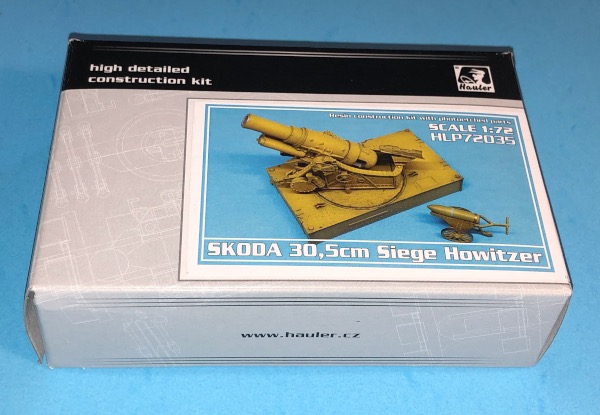 high detailed
construction kit
Hauler
Resin construction kit with photoetched parts
SCALE 1:72
HLP72035
SKODA 30,5cm Siege Howitzer
www.hauler.cz